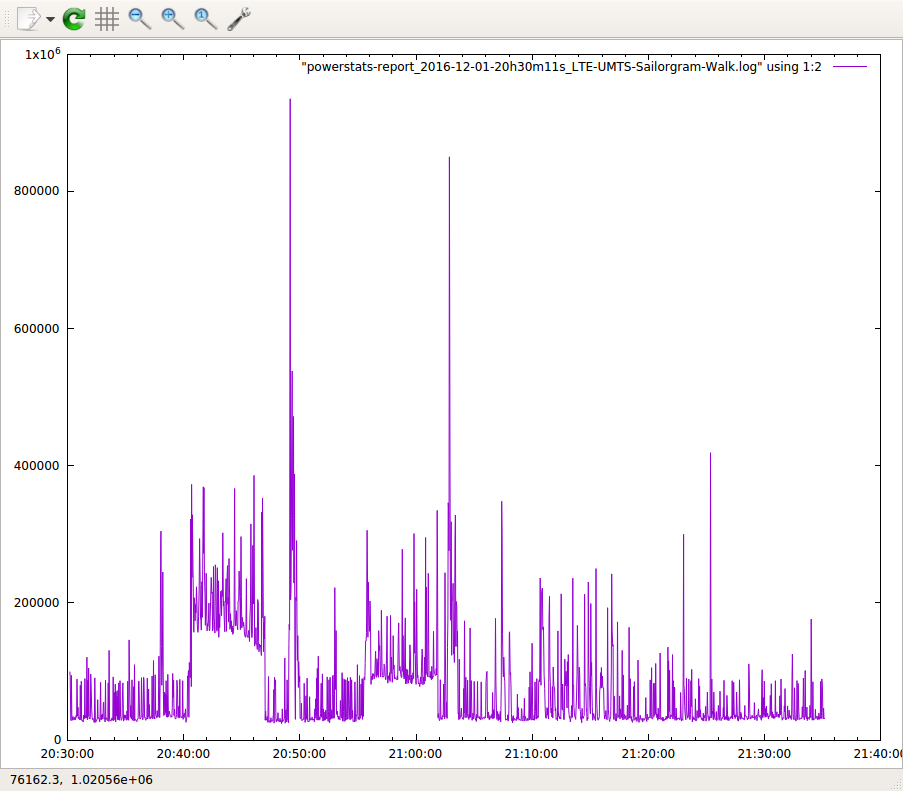 1
1x10⁶
"powerstats-report_2016-12-01-20h30m11s_LTE-UMTS-Sailorgram-Walk.log" using 1:2
800000
600000
400000
200000
0
20:30:00 20:40:00 20:50:00 21:00:00 21:10:00 21:20:00 21:30:00 21:40:00
76162.3, 1.02056e+06